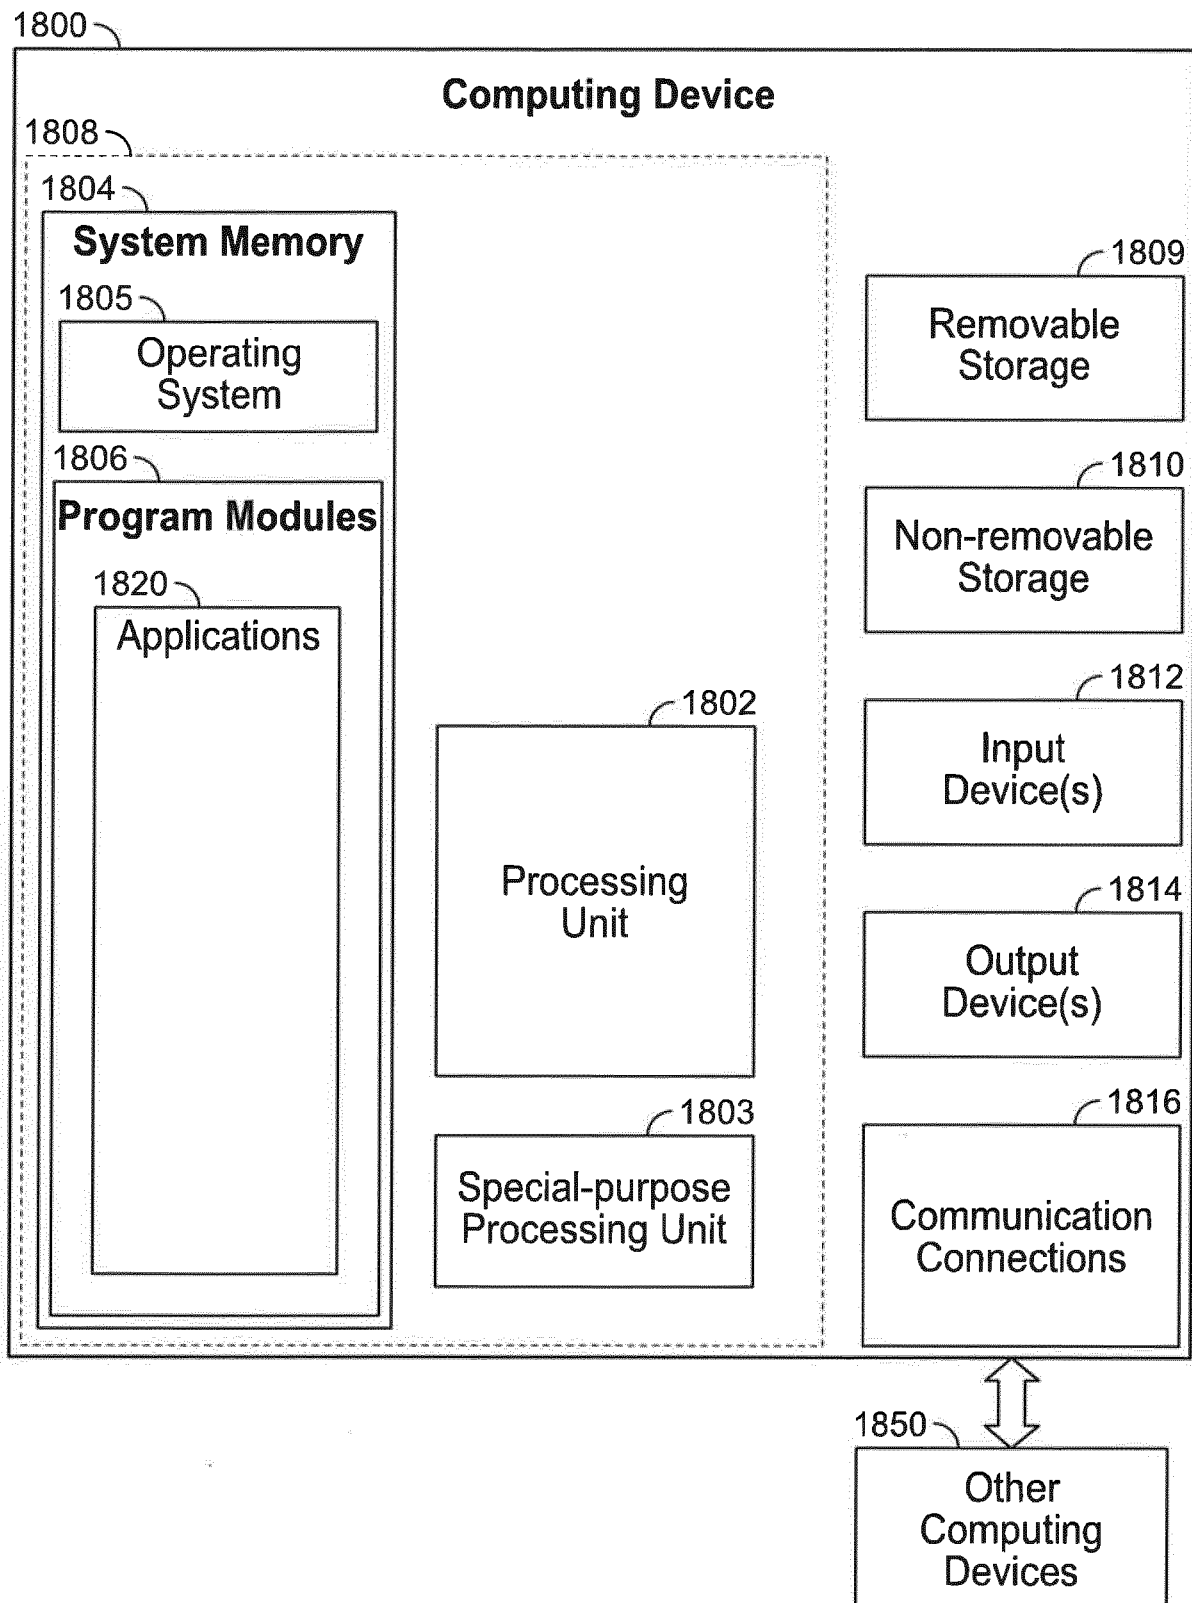 1800
Computing Device
1808
1804
System Memory
1805
Operating
System
1806
Program Modules
1820
Applications
1802
Processing
Unit
1803
Special-purpose
Processing Unit
1809
Removable
Storage
1810
Non-removable
Storage
1812
Input
Device(s)
1814
Output
Device(s)
1816
Communication
Connections
1850
Other
Computing
Devices